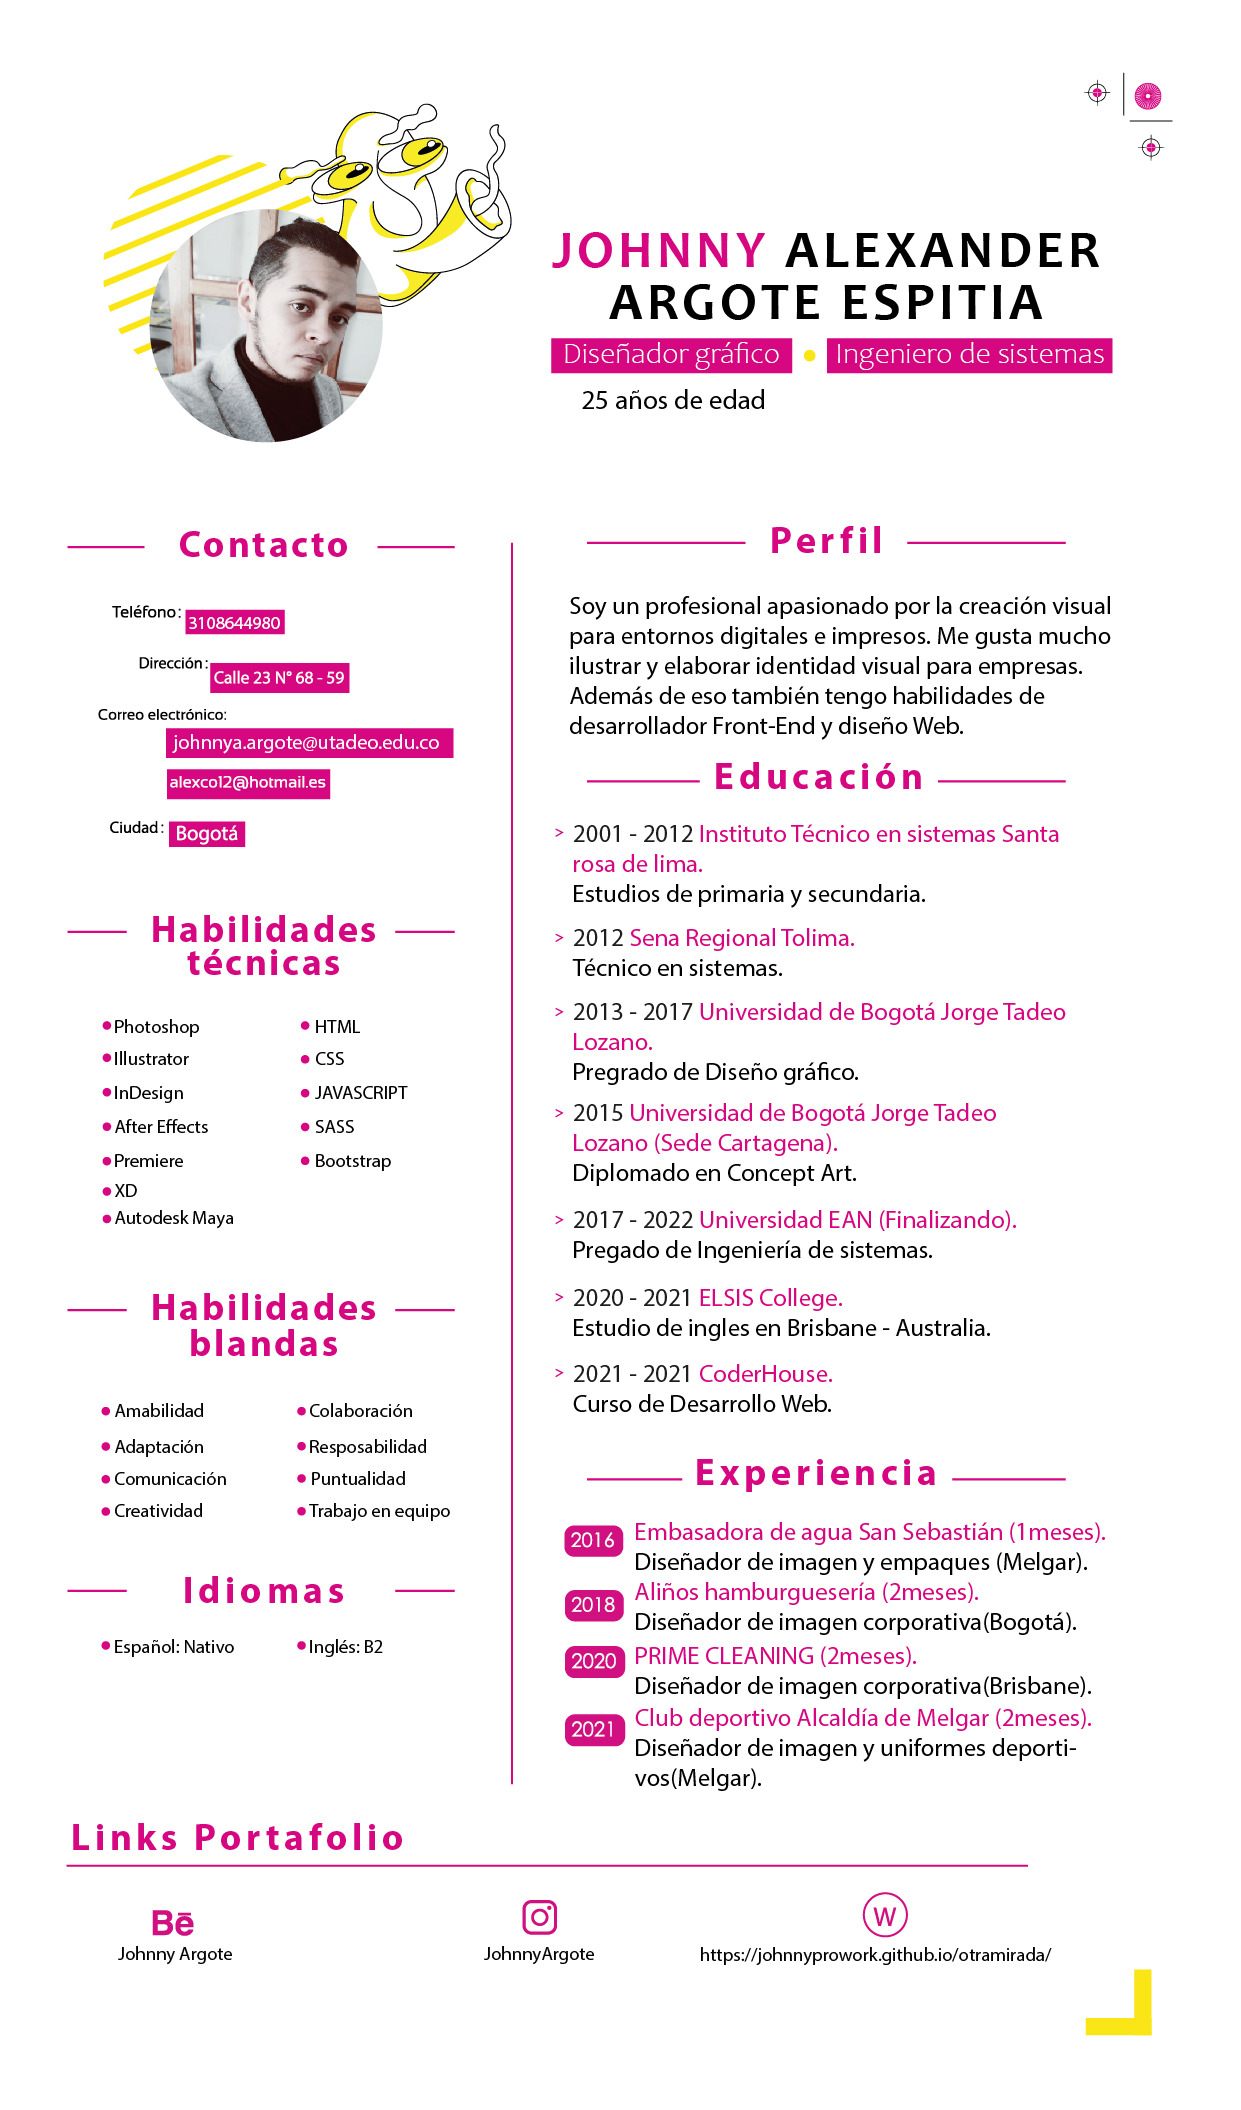 JOHNNY ALEXANDER
ARGOTE ESPITIA
Diseñador gráfico
Ingeniero de sistemas
25 años de edad
Contacto
Teléfono: 3108644980
Dirección: Calle 23 N° 68 - 59
Correo electrónico:
johnnya.argote@utadeo.edu.co
alexco12@hotmail.es
Ciudad: Bogotá
Habilidades
técnicas
Photoshop
Illustrator
InDesign
After Effects
Premiere
XD
Autodesk Maya
HTML
CSS
JAVASCRIPT
SASS
Bootstrap
Habilidades
blandas
Amabilidad
Adaptación
Comunicación
Creatividad
Colaboración
Resposabilidad
Puntualidad
Trabajo en equipo
Idiomas
Español: Nativo
Inglés: B2
Perfil
Soy un profesional apasionado por la creación visual
para entornos digitales e impresos. Me gusta mucho
ilustrar y elaborar identidad visual para empresas.
Además de eso también tengo habilidades de
desarrollador Front-End y diseño Web.
Educación
> 2001 - 2012 Instituto Técnico en sistemas Santa
rosa de lima.
Estudios de primaria y secundaria.
> 2012 Sena Regional Tolima.
Técnico en sistemas.
> 2013 - 2017 Universidad de Bogotá Jorge Tadeo
Lozano.
Pregrado de Diseño gráfico.
> 2015 Universidad de Bogotá Jorge Tadeo
Lozano (Sede Cartagena).
Diplomado en Concept Art.
> 2017 - 2022 Universidad EAN (Finalizando).
Pregado de Ingeniería de sistemas.
> 2020 - 2021 ELSIS College.
Estudio de ingles en Brisbane - Australia.
> 2021 - 2021 CoderHouse.
Curso de Desarrollo Web.
Experiencia
2016 Embasadora de agua San Sebastián (1meses).
Diseñador de imagen y empaques (Melgar).
2018 Aliños hamburguesería (2meses).
Diseñador de imagen corporativa(Bogotá).
2020 PRIME CLEANING (2meses).
Diseñador de imagen corporativa(Brisbane).
2021 Club deportivo Alcaldía de Melgar (2meses).
Diseñador de imagen y uniformes deporti-
vos(Melgar).
Links Portafolio
Bē
W
Johnny Argote
JohnnyArgote
https://johnnyprowork.github.io/otramirada/